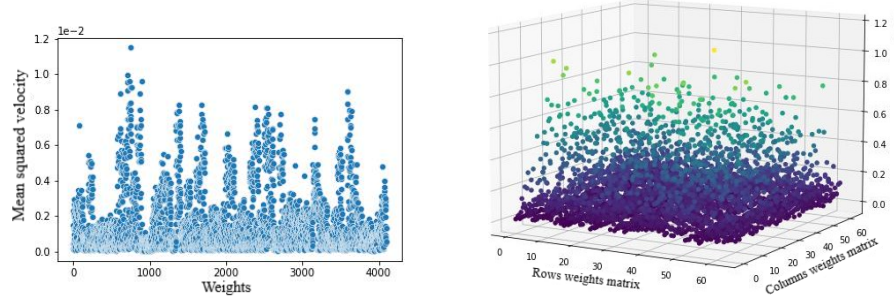 1e−2
1.2
1.0
0.8
0.6
0.4
0.2
0.0
Mean squared velocity
0 1000 2000 3000 4000
Weights
1.2
1.0
0.8
0.6
0.4
0.2
0.0
0 10 20 30 40 50 60
Rows weights matrix
0 10 20 30 40 50 60
Columns weights matrix